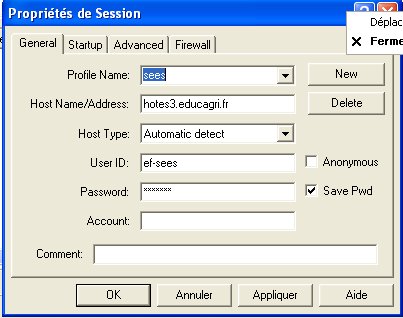 Propriétés de Session
Déplac
Ferme
General Startup Advanced Firewall
Profile Name: sees New
Host Name/Address: hotes3.educagri.fr Delete
Host Type: Automatic detect
User ID: ef-sees Anonymous
Password: ******* Save Pwd
Account:
Comment:
OK Annuler Appliquer Aide